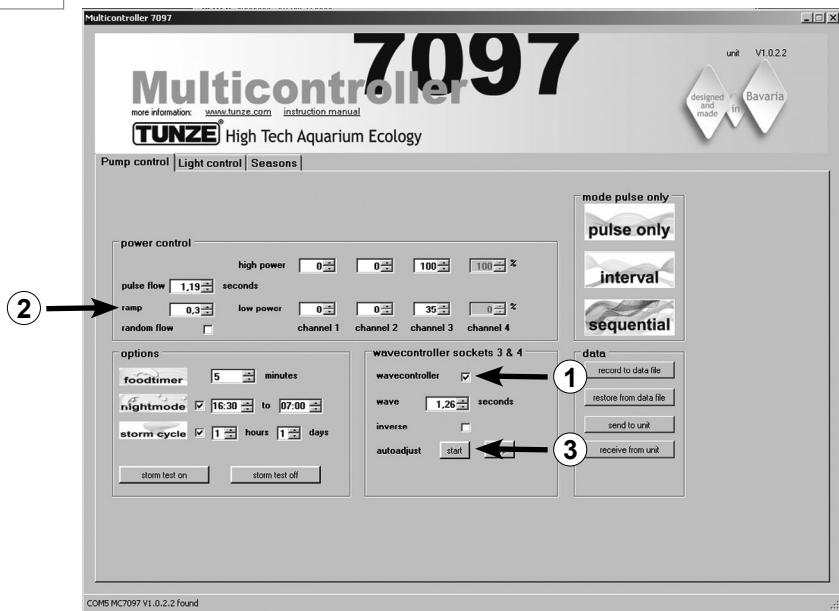 Multicontroller 7097
Multicontroller 7097
unit V1.0.2.2
more information: www.tunze.com instruction manual
TUNZE® High Tech Aquarium Ecology
designed and made in Bavaria
Pump control Light control Seasons
power control
high power 0 0 100 100 %
pulse flow 1,19 seconds
ramp 0,3 low power 0 0 35 0 %
random flow channel 1 channel 2 channel 3 channel 4
mode pulse only
pulse only
interval
sequential
2
options
foodtimer 5 minutes
nightmode 16:30 to 07:00
storm cycle 1 hours 1 days
storm test on storm test off
wavecontroller sockets 3 & 4
wavecontroller 1
wave 1,26 seconds
inverse
autoadjust start 3
data
record to data file
restore from data file
send to unit
receive from unit
COM5 MC7097 V1.0.2.2 found